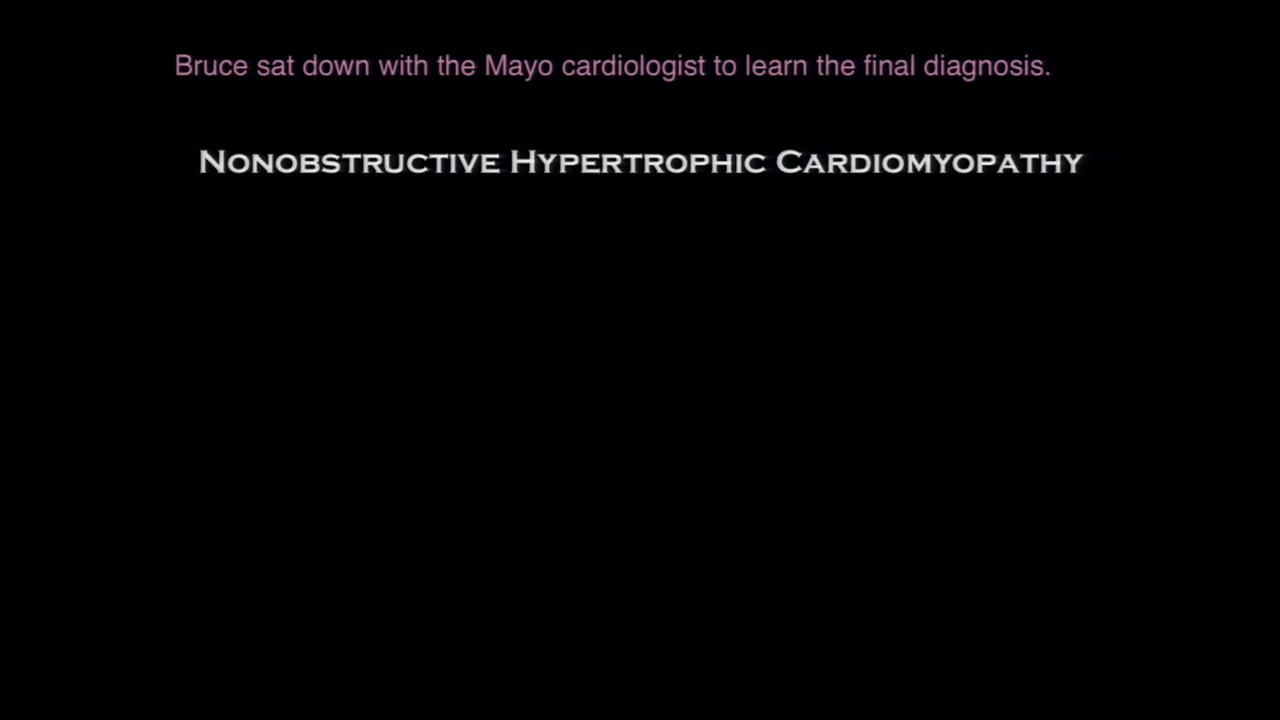 Bruce sat down with the Mayo cardiologist to learn the final diagnosis.
Nonobstructive Hypertrophic Cardiomyopathy